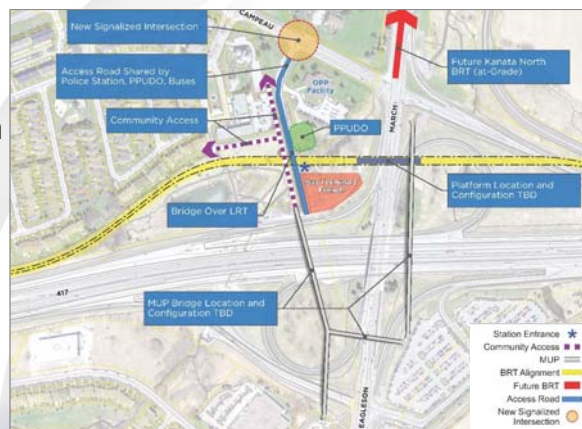 New Signalized Intersection
CAMPEAU
Access Road Shared by
Police Station, PPUDO, Buses
OPP
Facility
Future Kanata North
BRT (at-Grade)
Community Access
PPUDO
MARCH
Bridge Over LRT
Platform Location and
Configuration TBD
417
MUP Bridge Location and
Configuration TBD
EAGLESON
Station Entrance
Community Access
MUP
BRT Alignment
Future BRT
Access Road
New Signalized
Intersection